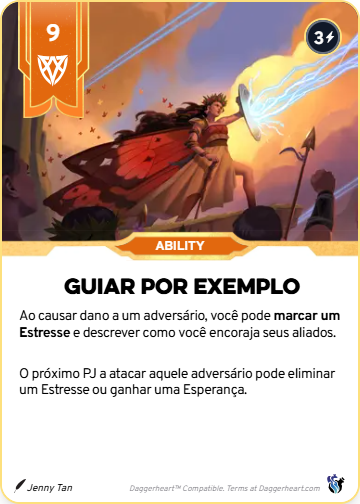 9
3
ABILITY
GUIAR POR EXEMPLO
Ao causar dano a um adversário, você pode marcar um
Estresse e descrever como você encoraja seus aliados.
O próximo PJ a atacar aquele adversário pode eliminar
um Estresse ou ganhar uma Esperança.
Jenny Tan
Daggerheart™ Compatible. Terms at Daggerheart.com